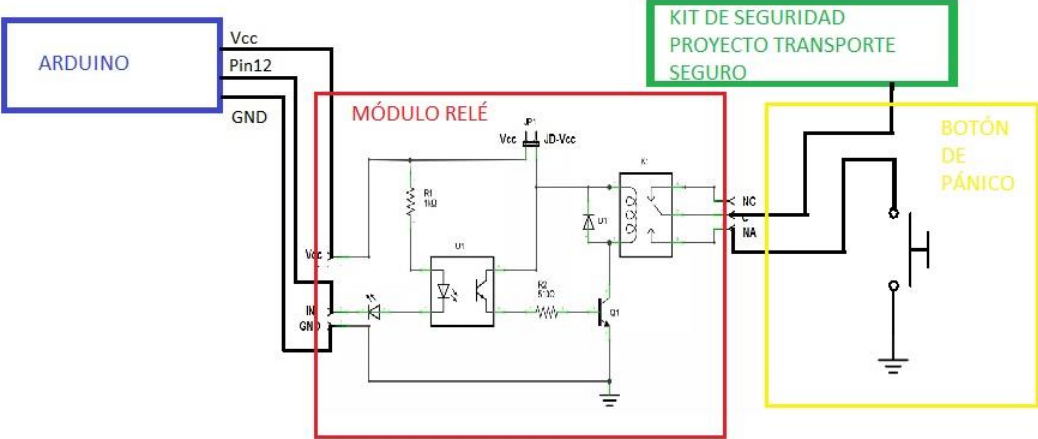 KIT DE SEGURIDAD
PROYECTO TRANSPORTE
SEGURO
ARDUINO
Vcc
Pin12
GND
MÓDULO RELÉ
BOTÓN
DE
PÁNICO
JP1
Vcc
JD-Vcc
K1
R1
1kΩ
NC
C
NA
D1
U1
Vcc
R2
510Ω
Q1
IN
GND